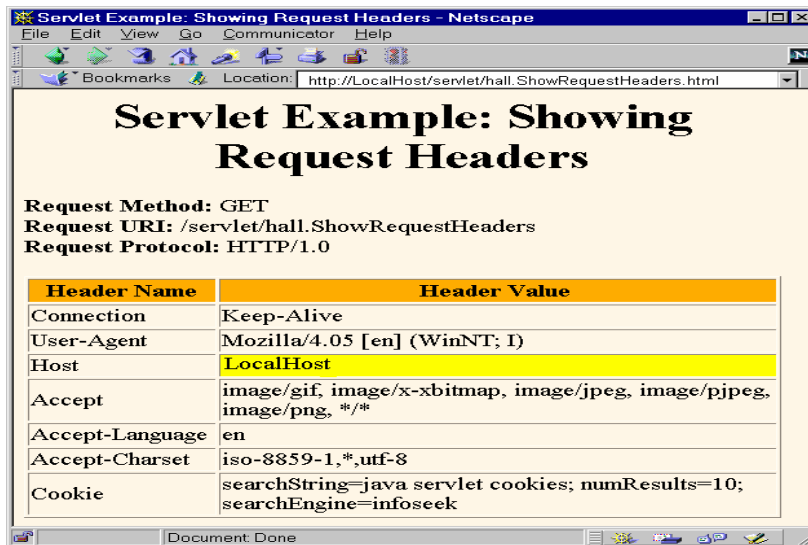 Servlet Example: Showing Request Headers - Netscape
File Edit View Go Communicator Help
Bookmarks Location: http://LocalHost/servlet/hall.ShowRequestHeaders.html
N
Servlet Example: Showing
Request Headers
Request Method: GET
Request URI: /servlet/hall.ShowRequestHeaders
Request Protocol: HTTP/1.0
Header Name Header Value
Connection Keep-Alive
User-Agent Mozilla/4.05 [en] (WinNT; I)
Host LocalHost
Accept image/gif, image/x-xbitmap, image/jpeg, image/pjpeg,
image/png, */*
Accept-Language en
Accept-Charset iso-8859-1,*,utf-8
Cookie searchString=java servlet cookies; numResults=10;
searchEngine=infoseek
Document: Done